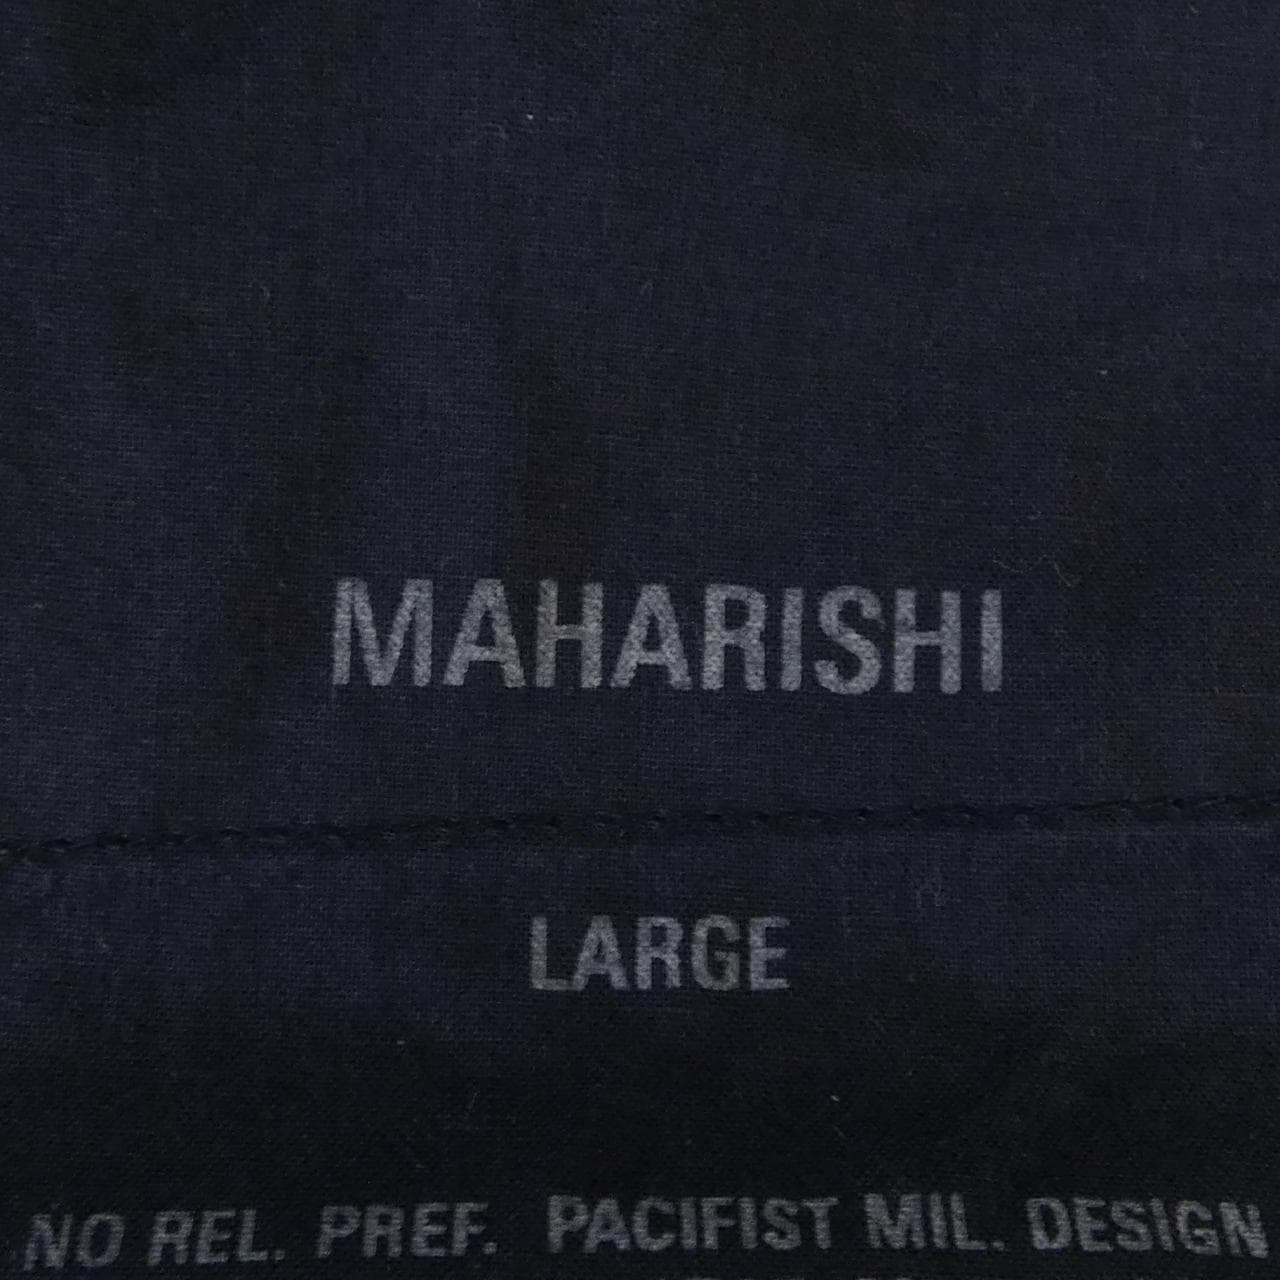 MAHARISHI
LARGE
NO REL. PREF. PACIFIST MIL. DESIGN